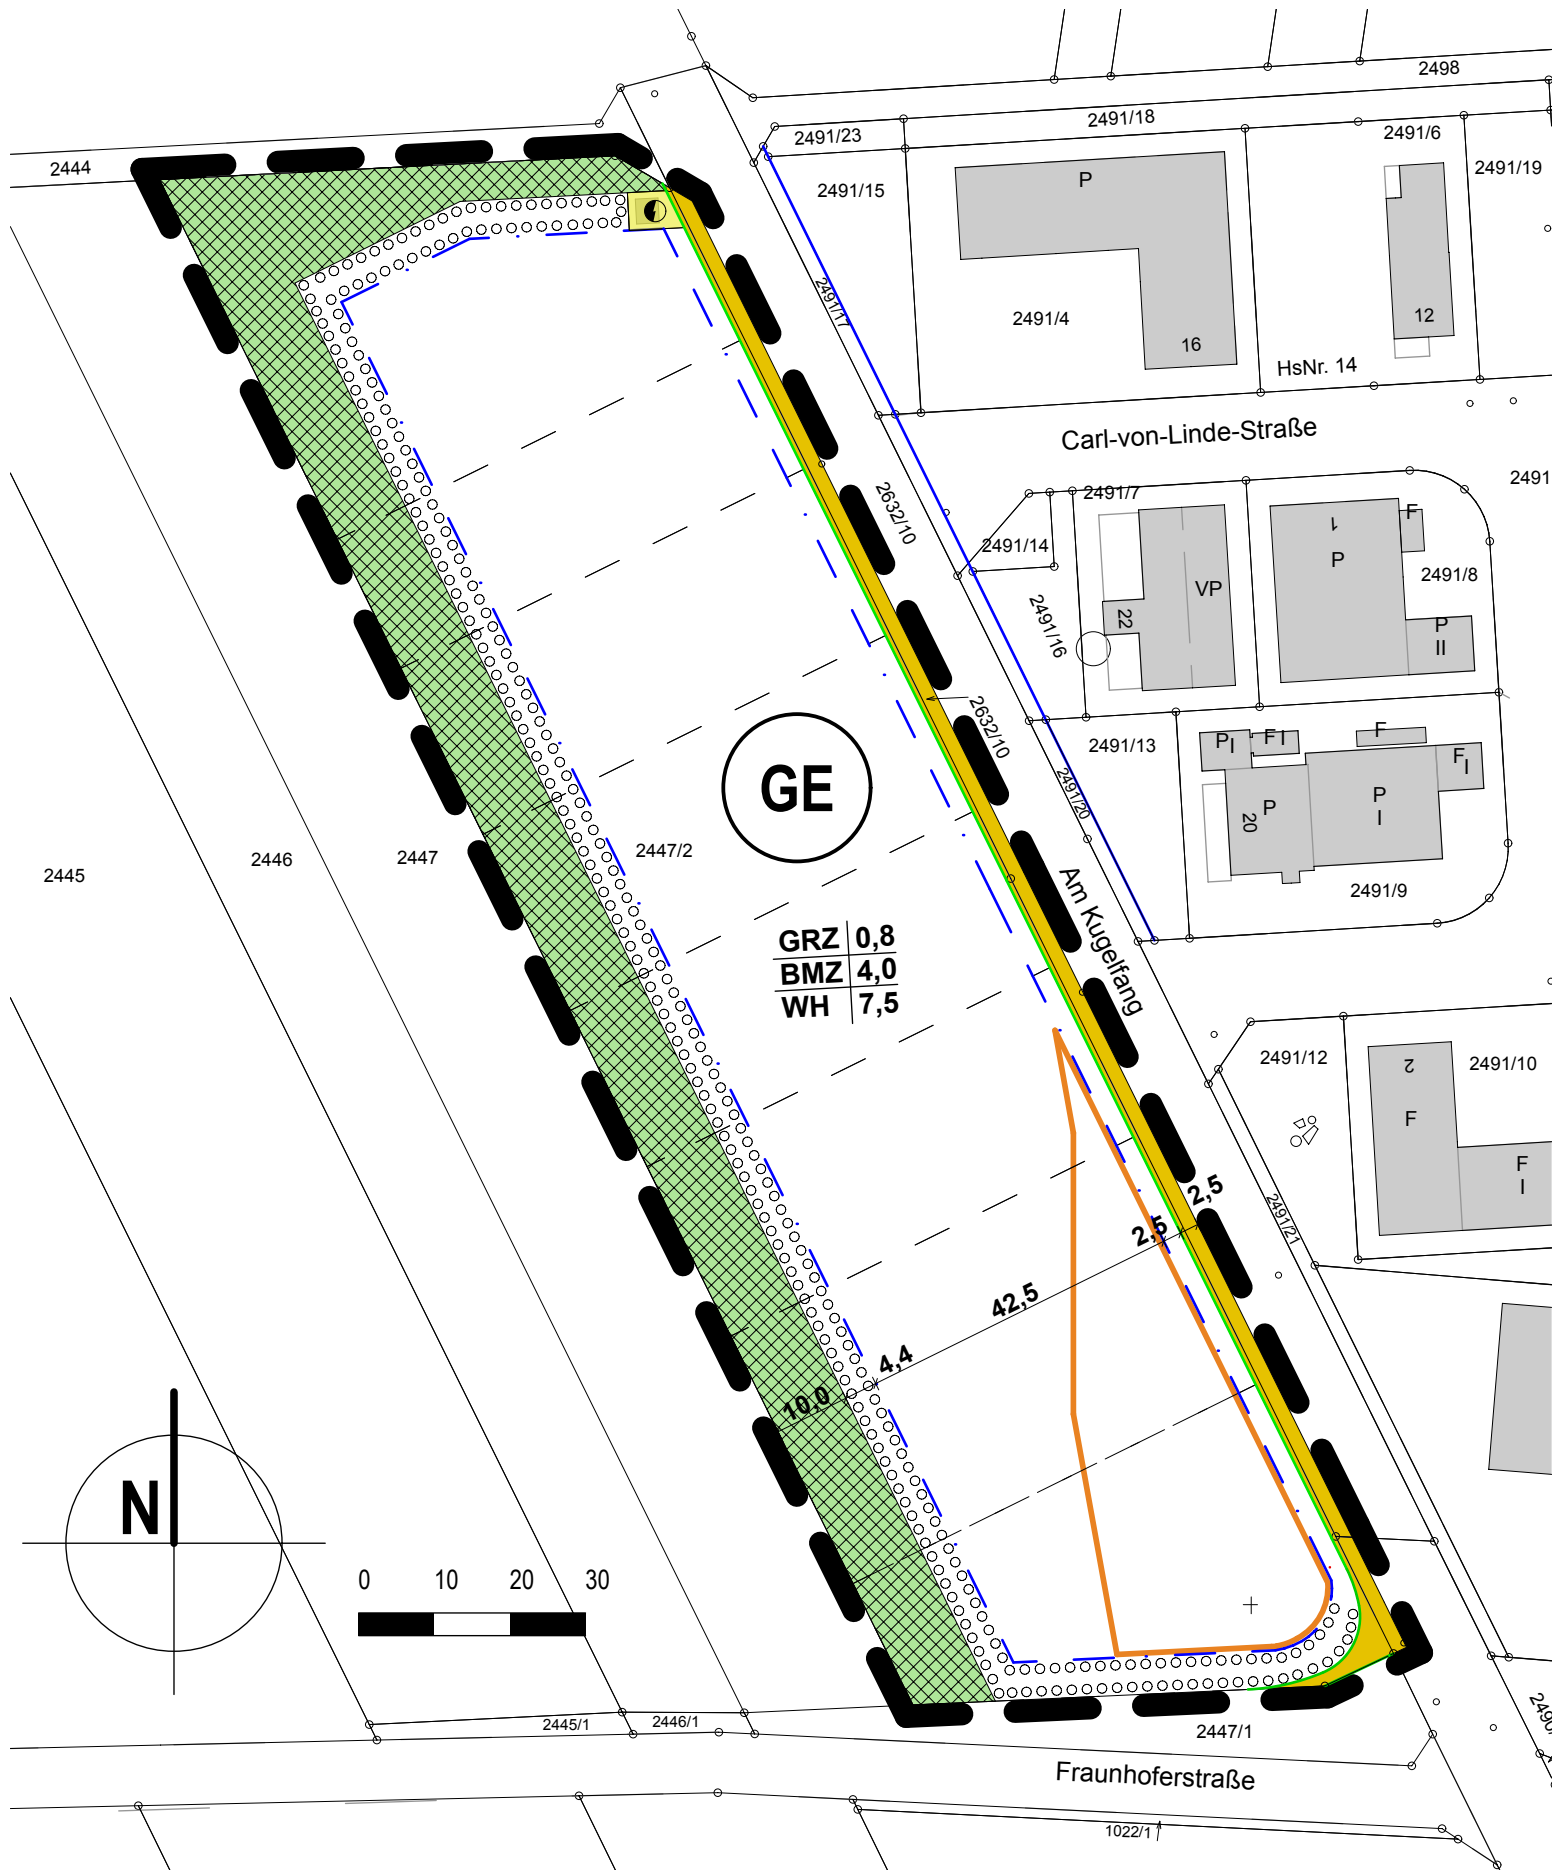 2498
2491/18
2491/6
2491/23
2444
2491/19
2491/15
P
2491/17
2491/4
12
16
HsNr. 14
Carl-von-Linde-Straße
2491
2491/7
2632/10
F
1
P
2491/14
2491/8
VP
22
2491/16
P
II
2632/10
P
I
F I
F
2491/13
F
I
GE
2491/20
P
I
P
20
2447/2
2446
2447
2445
2491/9
Am Kugelfang
GRZ 0,8
BMZ 4,0
WH 7,5
2491/12
2491/10
2
F
F
I
2,5
2,5
2491/21
42,5
4,4
10,0
N
0 10 20 30
2445/1
2446/1
2447/1
2490/
Fraunhoferstraße
1022/1